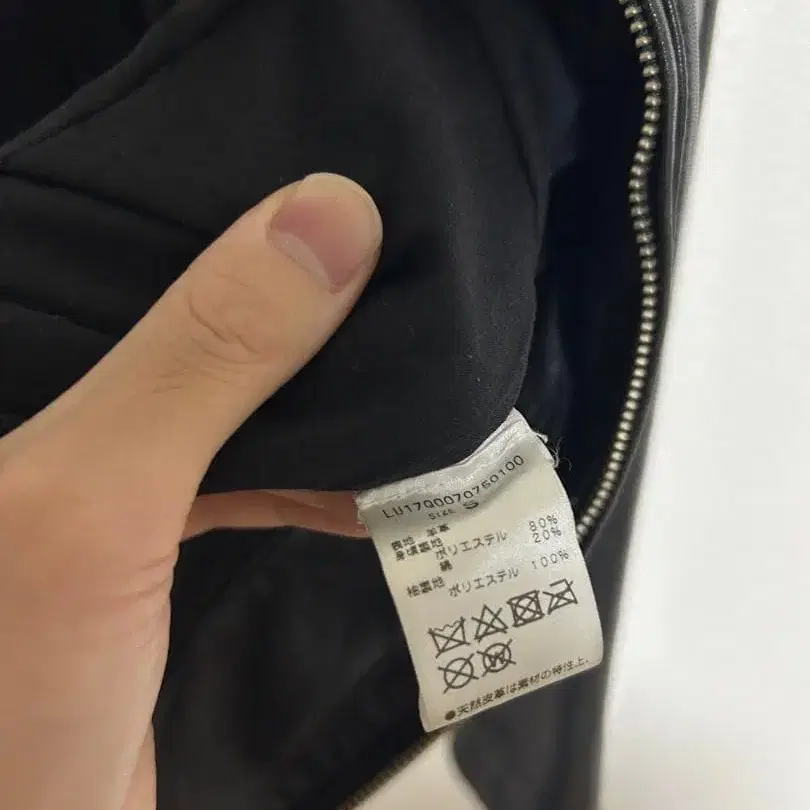 LU17Q0070750100
SIZE S
表地 羊革
身頃裏地 ポリエステル 80%
綿 20%
袖裏地 ポリエステル 100%
●天然皮革は素材の特性上、